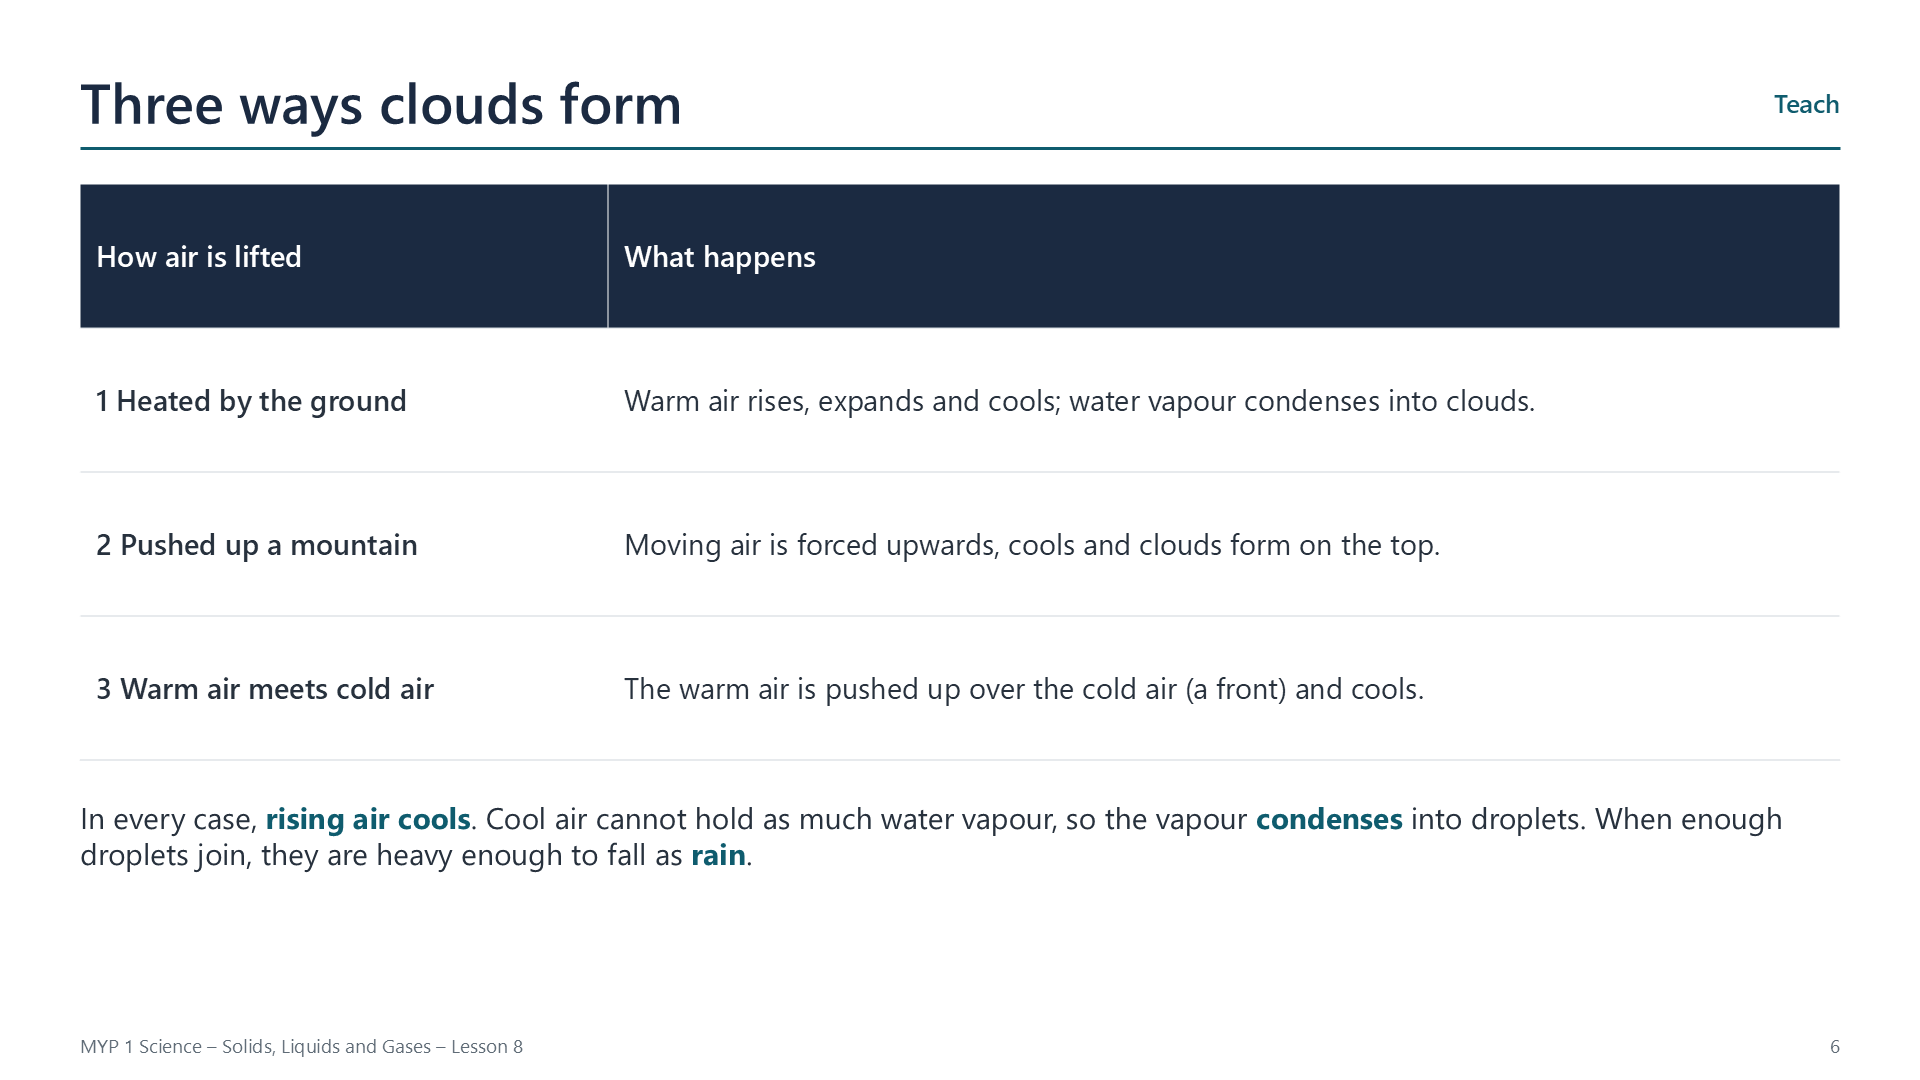 Three ways clouds form
Teach
How air is lifted
What happens
1 Heated by the ground
Warm air rises, expands and cools; water vapour condenses into clouds.
2 Pushed up a mountain
Moving air is forced upwards, cools and clouds form on the top.
3 Warm air meets cold air
The warm air is pushed up over the cold air (a front) and cools.
In every case, rising air cools. Cool air cannot hold as much water vapour, so the vapour condenses into droplets. When enough
droplets join, they are heavy enough to fall as rain.
MYP 1 Science – Solids, Liquids and Gases – Lesson 8
6